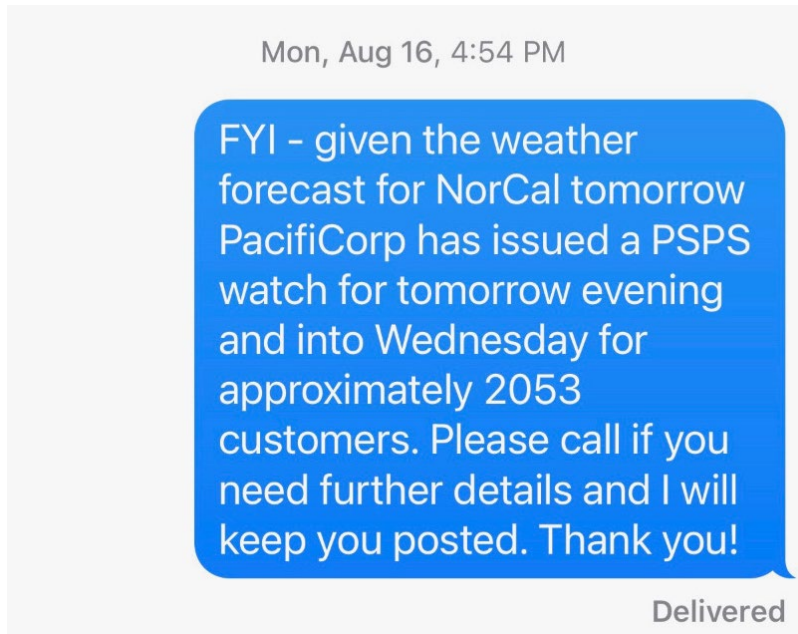 Mon, Aug 16, 4:54 PM
FYI - given the weather
forecast for NorCal tomorrow
PacifiCorp has issued a PSPS
watch for tomorrow evening
and into Wednesday for
approximately 2053
customers. Please call if you
need further details and I will
keep you posted. Thank you!
Delivered